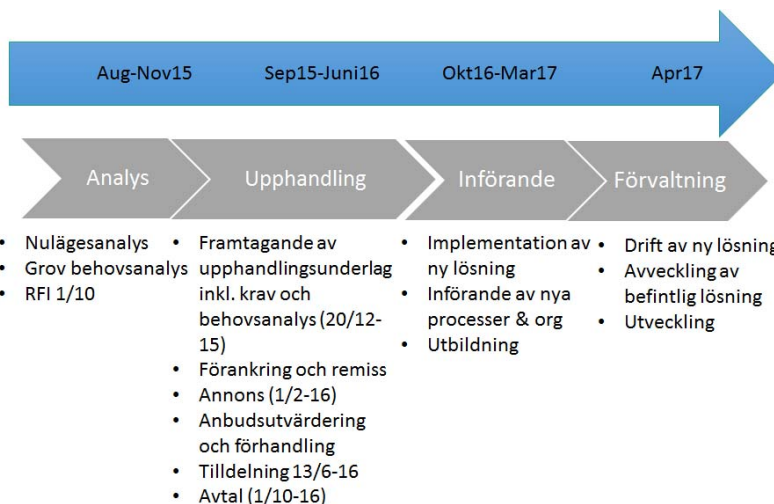 Aug-Nov15 Sep15-Juni16 Okt16-Mar17 Apr17
Analys Upphandling Införande Förvaltning
• Nulägesanalys
• Grov behovsanalys
• RFI 1/10
• Framtagande av
upphandlingsunderlag
inkl. krav och
behovsanalys (20/12-
15)
• Förankring och remiss
• Annons (1/2-16)
• Anbudsutvärdering
och förhandling
• Tilldelning 13/6-16
• Avtal (1/10-16)
• Implementation av
ny lösning
• Införande av nya
processer & org
• Utbildning
• Drift av ny lösning
• Avveckling av
befintlig lösning
• Utveckling